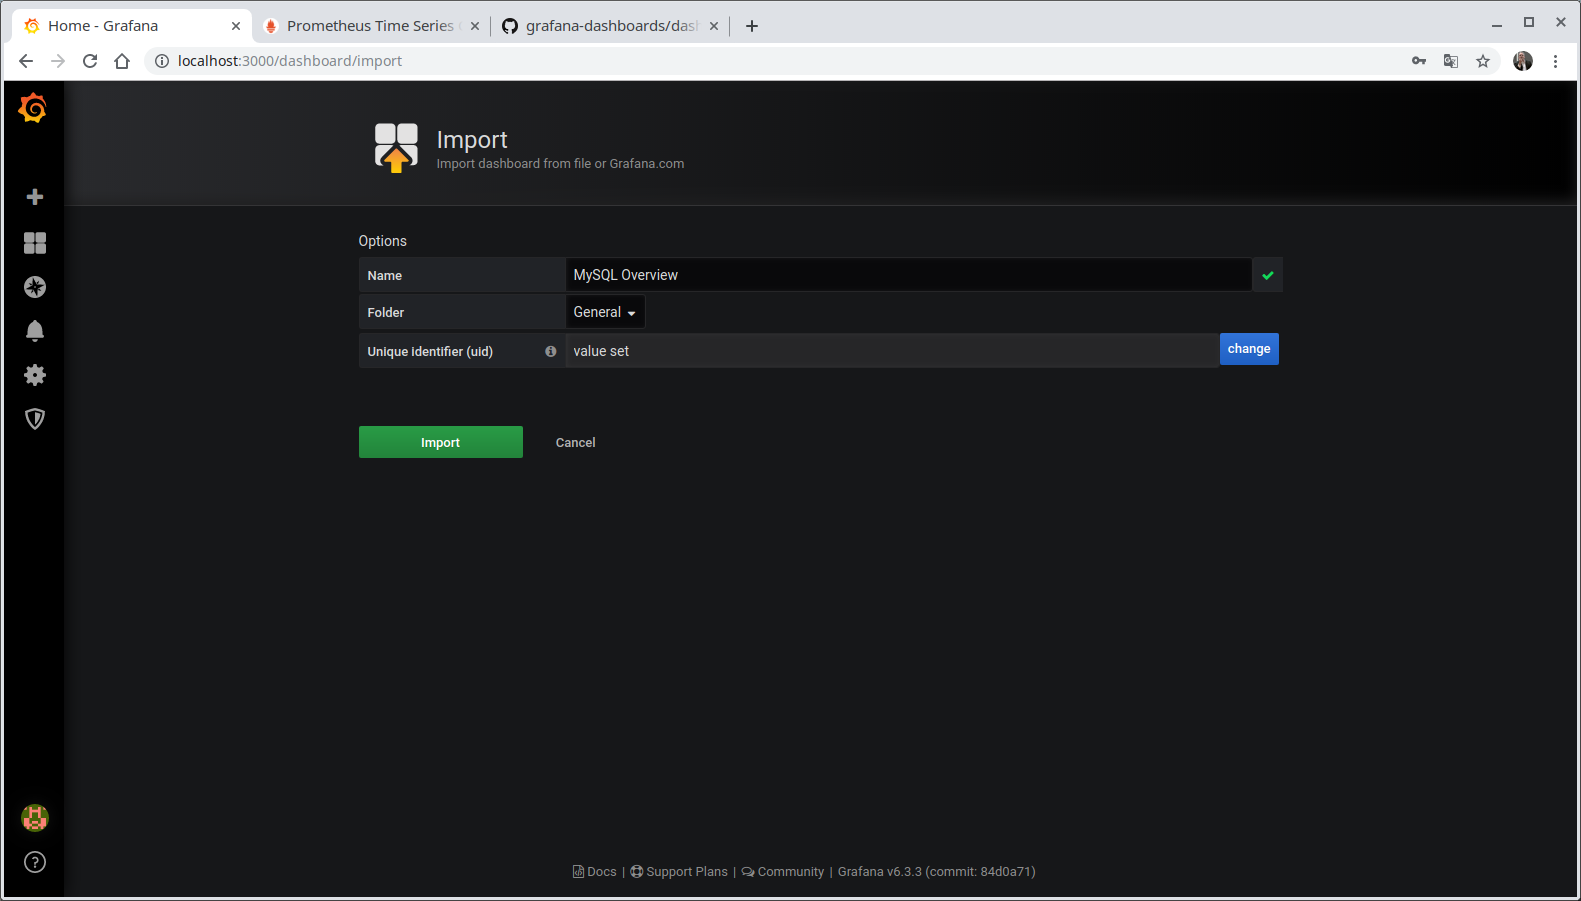 Home - Grafana
Prometheus Time Series
grafana-dashboards/das
localhost:3000/dashboard/import
Import
Import dashboard from file or Grafana.com
Options
Name
MySQL Overview
Folder
General
Unique identifier (uid)
value set
change
Import
Cancel
Docs | Support Plans | Community | Grafana v6.3.3 (commit: 84d0a71)